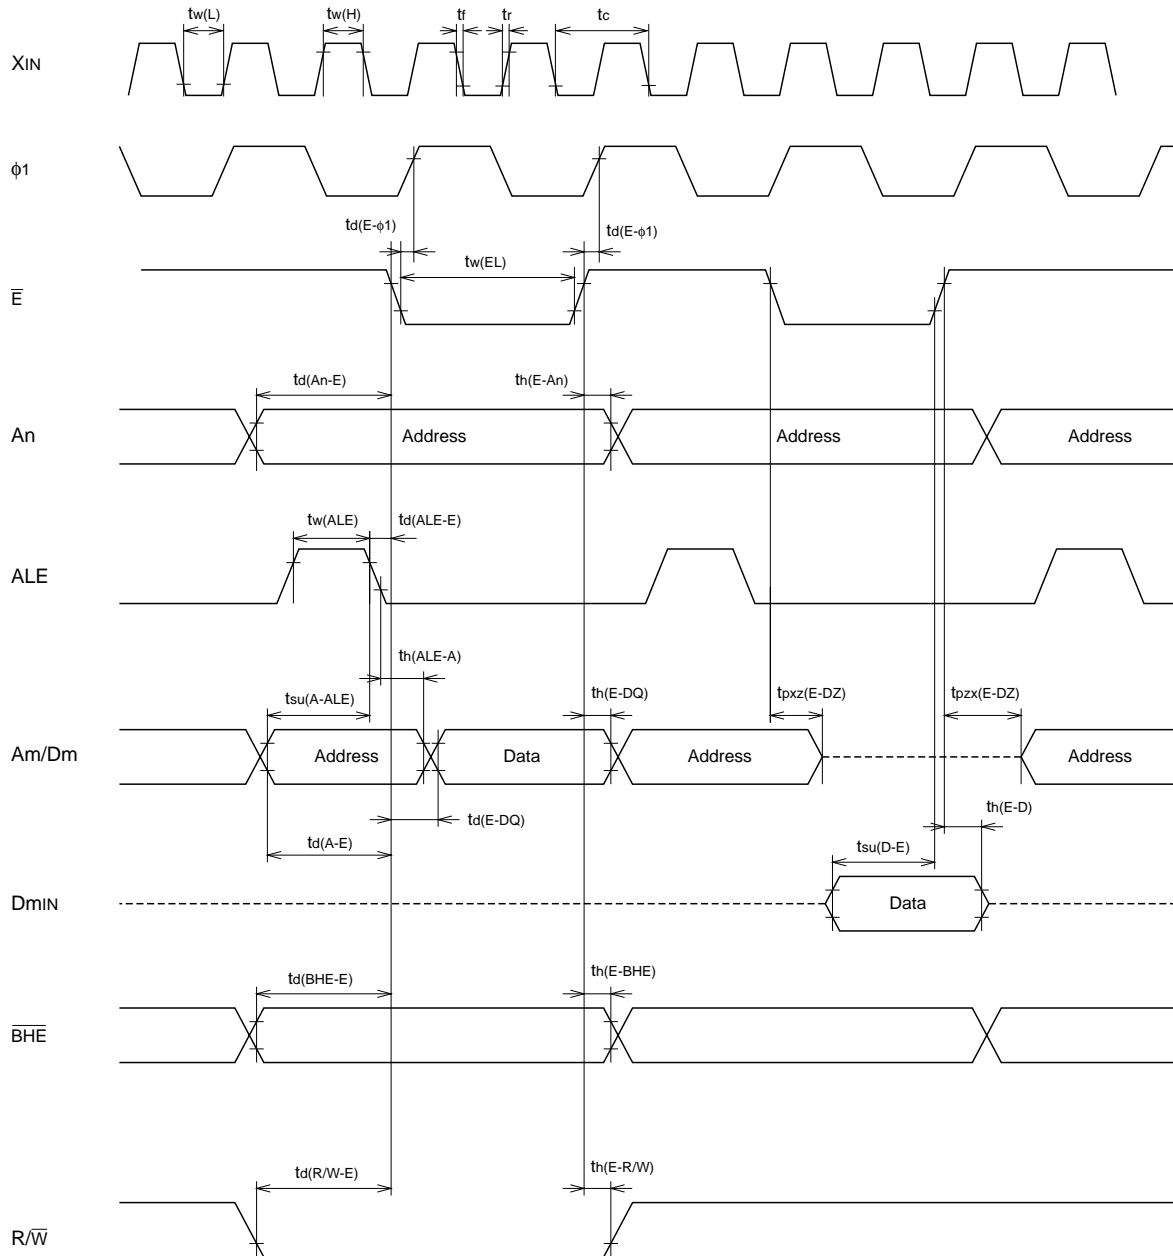 tw(L) tw(H) tf tr tc
XIN
ϕ1
td(E-ϕ1) td(E-ϕ1)
tw(EL)
E̅
td(An-E) th(E-An)
An Address Address Address
tw(ALE) td(ALE-E)
ALE
th(ALE-A)
tsu(A-ALE) th(E-DQ) tpxz(E-DZ) tpzx(E-DZ)
Am/Dm Address Data Address Address
td(E-DQ) th(E-D)
td(A-E) tsu(D-E)
DmIN Data
td(BHE-E) th(E-BHE)
B̅H̅E̅
td(R/W-E) th(E-R/W)
R/W̅